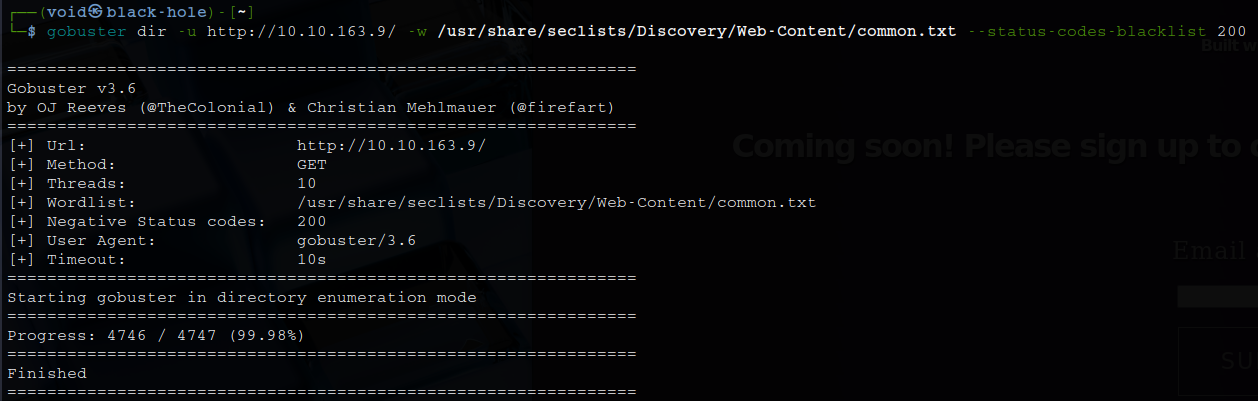 ┌──(void㉿black-hole)-[~]
└─$ gobuster dir -u http://10.10.163.9/ -w /usr/share/seclists/Discovery/Web-Content/common.txt --status-codes-blacklist 200
Built w
===============================================================
Gobuster v3.6
by OJ Reeves (@TheColonial) & Christian Mehlmauer (@firefart)
===============================================================
[+] Url:                     http://10.10.163.9/
Coming soon! Please sign up to
[+] Method:                  GET
[+] Threads:                 10
[+] Wordlist:                /usr/share/seclists/Discovery/Web-Content/common.txt
[+] Negative Status codes:   200
[+] User Agent:              gobuster/3.6
Email
[+] Timeout:                 10s
===============================================================
Starting gobuster in directory enumeration mode
===============================================================
Progress: 4746 / 4747 (99.98%)
===============================================================
SU
Finished
===============================================================